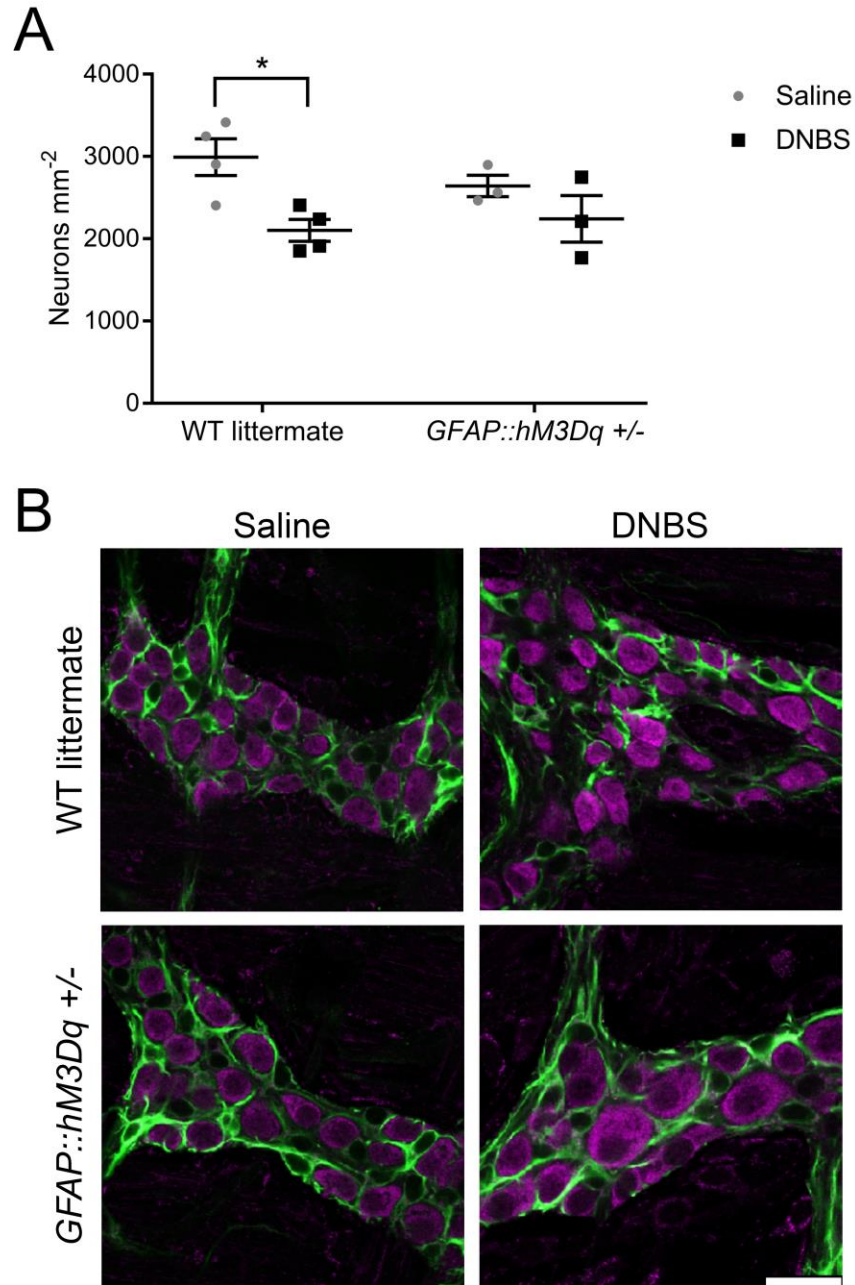 A
*
4000
3000
2000
1000
0
Neurons mm-2
WT littermate
GFAP::hM3Dq +/-
Saline
DNBS
B
Saline
DNBS
WT littermate
GFAP::hM3Dq +/-